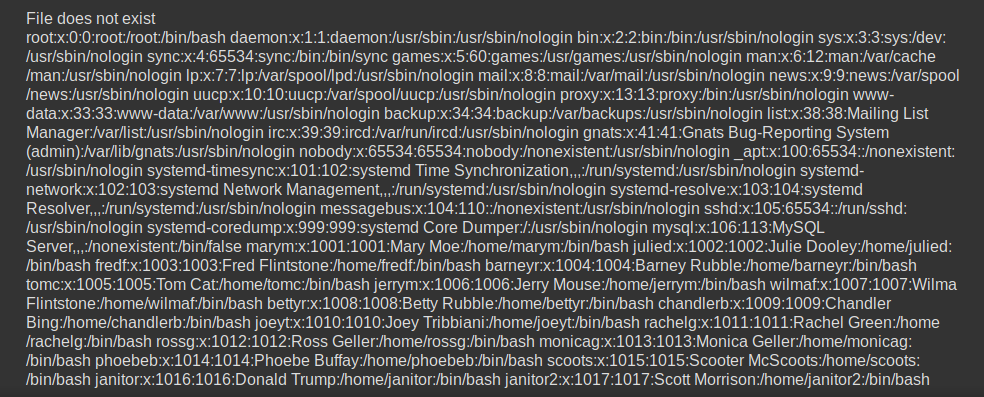 File does not exist
root:x:0:0:root:/root:/bin/bash daemon:x:1:1:daemon:/usr/sbin:/usr/sbin/nologin bin:x:2:2:bin:/bin:/usr/sbin/nologin sys:x:3:3:sys:/dev:
/usr/sbin/nologin sync:x:4:65534:sync:/bin:/bin/sync games:x:5:60:games:/usr/games:/usr/sbin/nologin man:x:6:12:man:/var/cache
/man:/usr/sbin/nologin lp:x:7:7:lp:/var/spool/lpd:/usr/sbin/nologin mail:x:8:8:mail:/var/mail:/usr/sbin/nologin news:x:9:9:news:/var/spool
/news:/usr/sbin/nologin uucp:x:10:10:uucp:/var/spool/uucp:/usr/sbin/nologin proxy:x:13:13:proxy:/bin:/usr/sbin/nologin www-
data:x:33:33:www-data:/var/www:/usr/sbin/nologin backup:x:34:34:backup:/var/backups:/usr/sbin/nologin list:x:38:38:Mailing List
Manager:/var/list:/usr/sbin/nologin irc:x:39:39:ircd:/var/run/ircd:/usr/sbin/nologin gnats:x:41:41:Gnats Bug-Reporting System
(admin):/var/lib/gnats:/usr/sbin/nologin nobody:x:65534:65534:nobody:/nonexistent:/usr/sbin/nologin _apt:x:100:65534::/nonexistent:
/usr/sbin/nologin systemd-timesync:x:101:102:systemd Time Synchronization,,,:/run/systemd:/usr/sbin/nologin systemd-
network:x:102:103:systemd Network Management,,,:/run/systemd:/usr/sbin/nologin systemd-resolve:x:103:104:systemd
Resolver,,,:/run/systemd:/usr/sbin/nologin messagebus:x:104:110::/nonexistent:/usr/sbin/nologin sshd:x:105:65534::/run/sshd:
/usr/sbin/nologin systemd-coredump:x:999:999:systemd Core Dumper:/:/usr/sbin/nologin mysql:x:106:113:MySQL
Server,,,:/nonexistent:/bin/false marym:x:1001:1001:Mary Moe:/home/marym:/bin/bash julied:x:1002:1002:Julie Dooley:/home/julied:
/bin/bash fredf:x:1003:1003:Fred Flintstone:/home/fredf:/bin/bash barneyr:x:1004:1004:Barney Rubble:/home/barneyr:/bin/bash
tomc:x:1005:1005:Tom Cat:/home/tomc:/bin/bash jerrym:x:1006:1006:Jerry Mouse:/home/jerrym:/bin/bash wilmaf:x:1007:1007:Wilma
Flintstone:/home/wilmaf:/bin/bash bettyr:x:1008:1008:Betty Rubble:/home/bettyr:/bin/bash chandlerb:x:1009:1009:Chandler
Bing:/home/chandlerb:/bin/bash joeyt:x:1010:1010:Joey Tribbiani:/home/joeyt:/bin/bash rachelg:x:1011:1011:Rachel Green:/home
/rachelg:/bin/bash rossg:x:1012:1012:Ross Geller:/home/rossg:/bin/bash monicag:x:1013:1013:Monica Geller:/home/monicag:
/bin/bash phoebeb:x:1014:1014:Phoebe Buffay:/home/phoebeb:/bin/bash scoots:x:1015:1015:Scooter McScoots:/home/scoots:
/bin/bash janitor:x:1016:1016:Donald Trump:/home/janitor:/bin/bash janitor2:x:1017:1017:Scott Morrison:/home/janitor2:/bin/bash